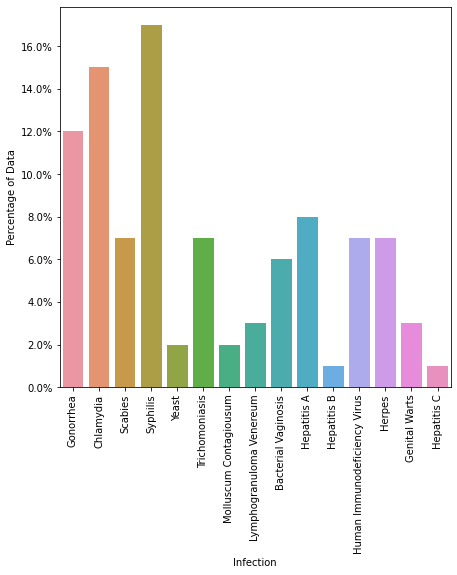 16.0%
14.0%
12.0%
10.0%
8.0%
6.0%
4.0%
2.0%
0.0%
Percentage of Data
Gonorrhea
Chlamydia
Scabies
Syphilis
Yeast
Trichomoniasis
Molluscum Contagiousum
Lymphogranuloma Venereum
Bacterial Vaginosis
Hepatitis A
Hepatitis B
Human Immunodeficiency Virus
Herpes
Genital Warts
Hepatitis C
Infection